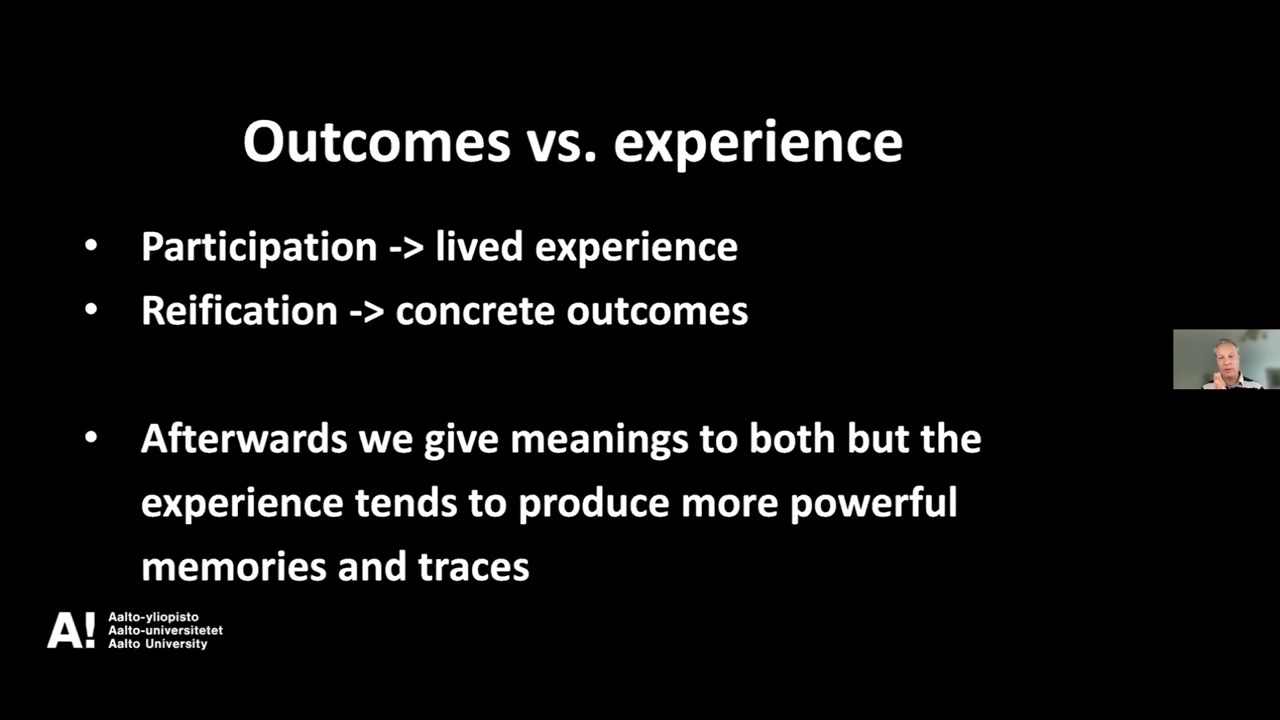 Outcomes vs. experience
• Participation -> lived experience
• Reification -> concrete outcomes
• Afterwards we give meanings to both but the
experience tends to produce more powerful
memories and traces
A! Aalto-yliopisto
Aalto-universitetet
Aalto University